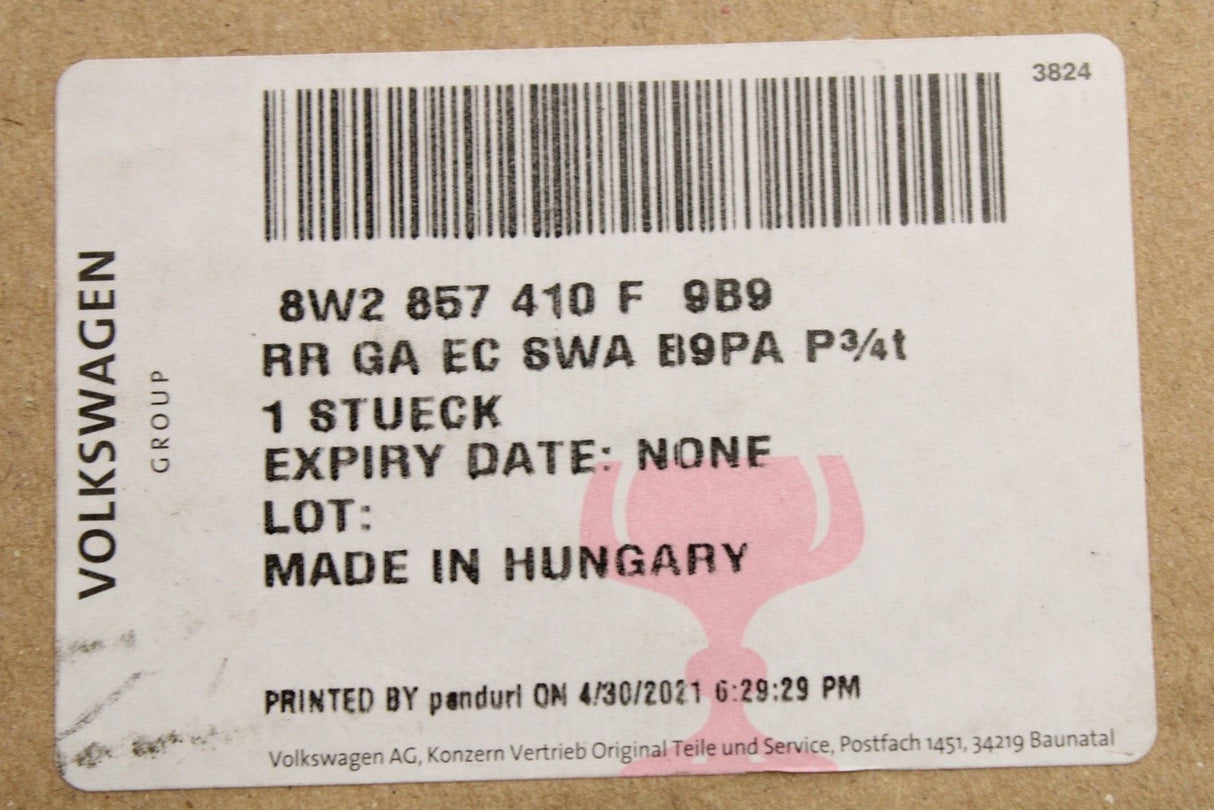 3824
VOLKSWAGEN
GROUP
8W2 857 410 F 9B9
RR GA EC SWA B9PA P¾t
1 STUECK
EXPIRY DATE: NONE
LOT:
MADE IN HUNGARY
PRINTED BY panduri ON 4/30/2021 6:29:29 PM
Volkswagen AG, Konzern Vertrieb Original Teile und Service, Postfach 1451, 34219 Baunatal